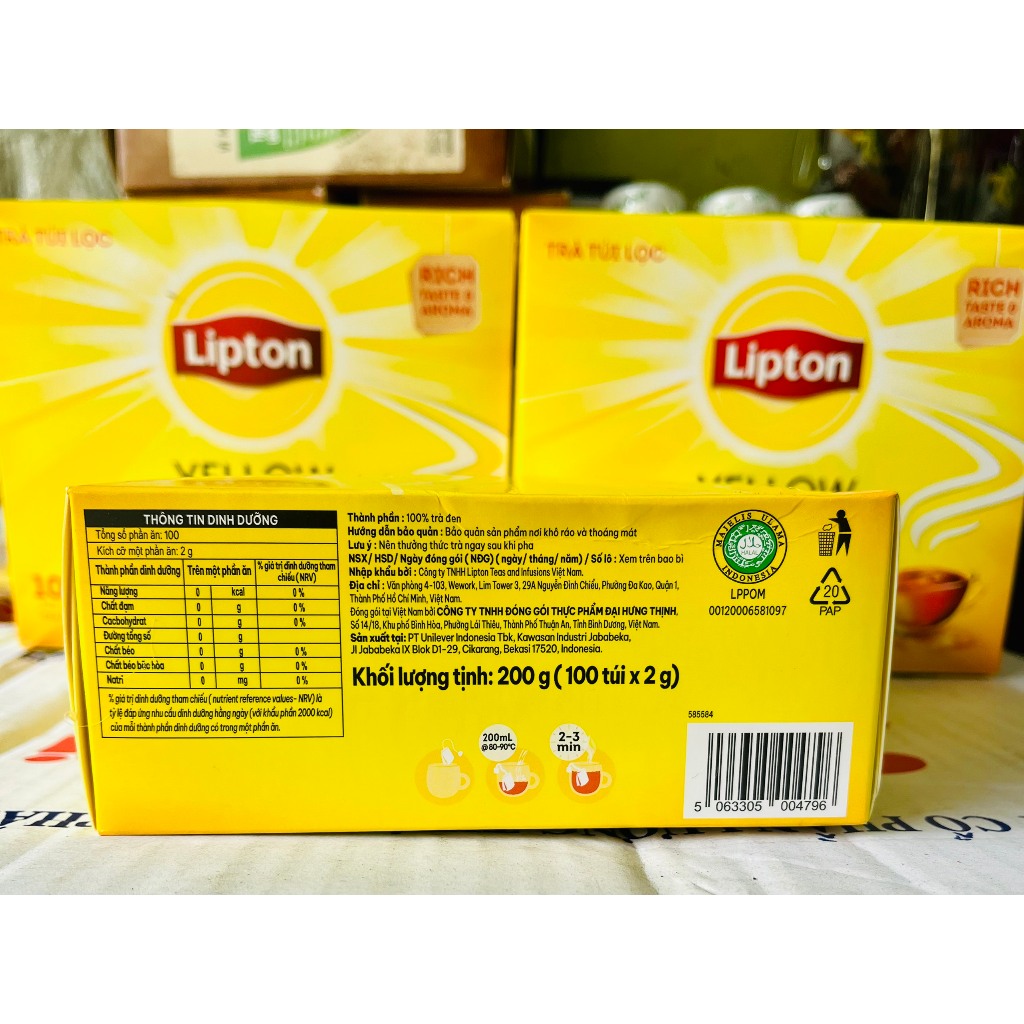 TRÀ TÚI LỌC
RICH
TASTE &
AROMA
Lipton
YELLOW
TRÀ TÚI LỌC
RICH
TASTE &
AROMA
Lipton
YELLOW
THÔNG TIN DINH DƯỠNG
Tổng số phần ăn: 100
Kích cỡ một phần ăn: 2 g
Thành phần dinh dưỡng Trên một phần ăn % giá trị dinh dưỡng tham chiếu (NRV)
Năng lượng 0 kcal 0 %
Chất đạm 0 g 0 %
Cacbohydrat 0 g 0 %
Đường tổng số 0 g
Chất béo 0 g 0 %
Chất béo bão hòa 0 g 0 %
Natri 0 mg 0 %
% giá trị dinh dưỡng tham chiếu ( nutrient reference values- NRV) là
tỷ lệ đáp ứng nhu cầu dinh dưỡng hằng ngày (với khẩu phần 2000 kcal)
của mỗi thành phần dinh dưỡng có trong một phần ăn.
Thành phần : 100% trà đen
Hướng dẫn bảo quản : Bảo quản sản phẩm nơi khô ráo và thoáng mát
Lưu ý : Nên thưởng thức trà ngay sau khi pha
NSX/ HSD/ Ngày đóng gói ( NĐG) ( ngày/ tháng/ năm) / Số lô : Xem trên bao bì
Nhập khẩu bởi : Công ty TNHH Lipton Teas and Infusions Việt Nam.
Địa chỉ : Văn phòng 4-103, Wework, Lim Tower 3, 29A Nguyễn Đình Chiểu, Phường Đa Kao, Quận 1,
Thành Phố Hồ Chí Minh, Việt Nam.
Đóng gói tại Việt Nam bởi CÔNG TY TNHH ĐÓNG GÓI THỰC PHẨM ĐẠI HƯNG THỊNH.
Số 14/18, Khu phố Bình Hòa, Phường Lái Thiêu, Thành Phố Thuận An, Tỉnh Bình Dương, Việt Nam.
Sản xuất tại: PT Unilever Indonesia Tbk, Kawasan Industri Jababeka,
Jl Jababeka IX Blok D1-29, Cikarang, Bekasi 17520, Indonesia.
Khối lượng tịnh: 200 g ( 100 túi x 2 g)
200mL
@80-90°C
2-3
min
MAJELIS ULAMA
حلال
HALAL
INDONESIA
LPPOM
00120006581097
20
PAP
585584
5 063305 004796
CỔ PHẦN